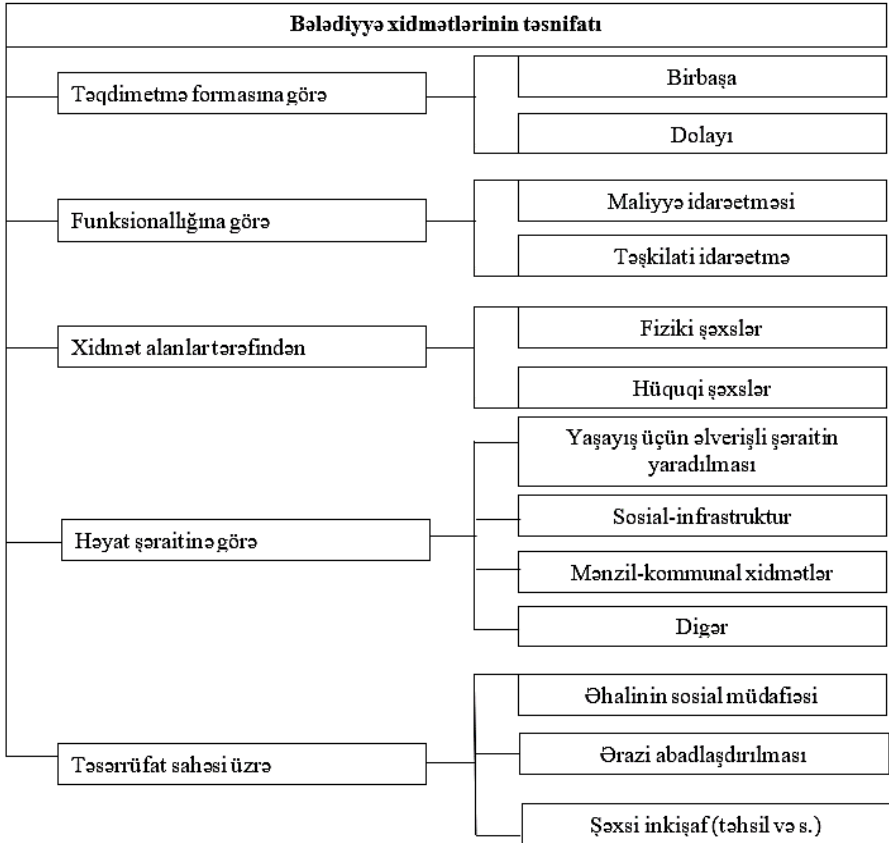 Bələdiyyə xidmətlərinin təsnifatı
Təqdimetmə formasına görə
Birbaşa
Dolayı
Funksionallığına görə
Maliyyə idarəetməsi
Təşkilati idarəetmə
Xidmət alanlar tərəfindən
Fiziki şəxslər
Hüquqi şəxslər
Həyat şəraitinə görə
Yaşayış üçün əlverişli şəraitin
yaradılması
Sosial-infrastruktur
Mənzil-kommunal xidmətlər
Digər
Təsərrüfat sahəsi üzrə
Əhalinin sosial müdafiəsi
Ərazi abadlaşdırılması
Şəxsi inkişaf (təhsil və s.)